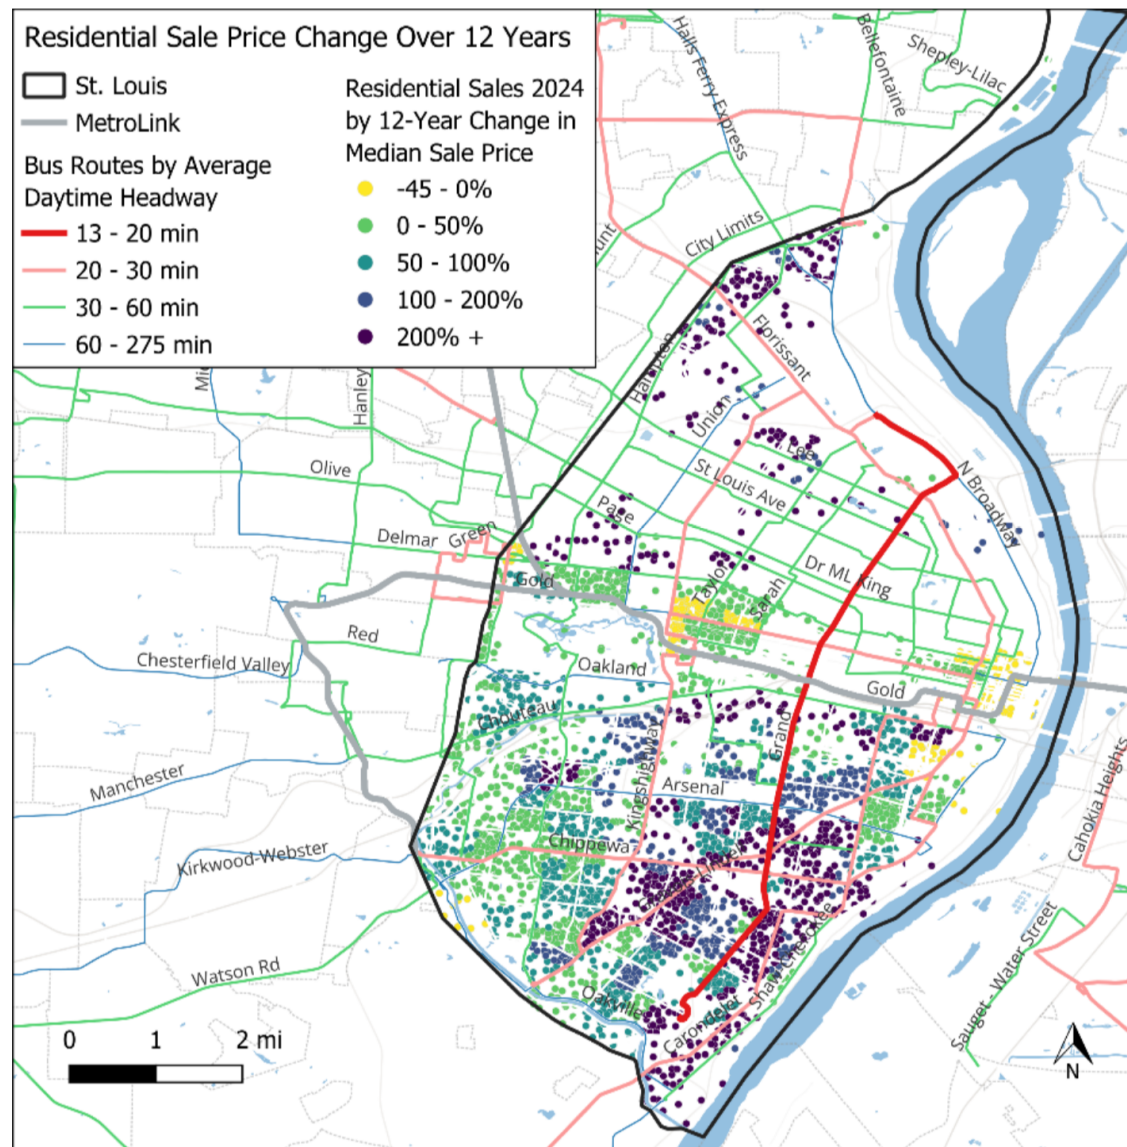 Residential Sale Price Change Over 12 Years
St. Louis
MetroLink
Bus Routes by Average
Daytime Headway
13 - 20 min
20 - 30 min
30 - 60 min
60 - 275 min
Residential Sales 2024
by 12-Year Change in
Median Sale Price
-45 - 0%
0 - 50%
50 - 100%
100 - 200%
200% +
Halls Ferry Express
Bellefontaine
Shepley-Lilac
City Limits
Hampton
Florissant
Hanley
Union
Lee
Olive
St Louis Ave
N Broadway
Page
Delmar
Green
Gold
Taylor
Sarah
Dr ML King
Red
Chesterfield Valley
Oakland
Gold
Chouteau
Grand
Kingshighway
Manchester
Arsenal
Cahokia Heights
Chippewa
Kirkwood-Webster
Shaw-Cherokee
Watson Rd
Oakville
Carondelet
Sauget - Water Street
0 1 2 mi
N